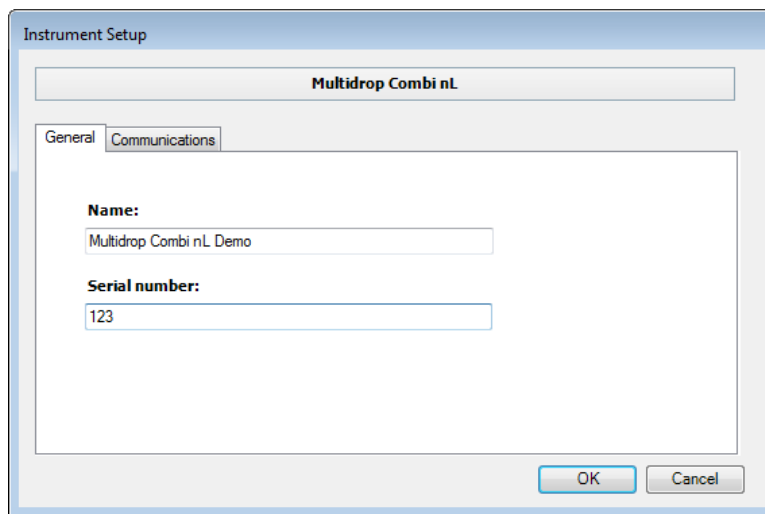 Instrument Setup
Multidrop Combi nL
General Communications
Name:
Multidrop Combi nL Demo
Serial number:
123
OK Cancel